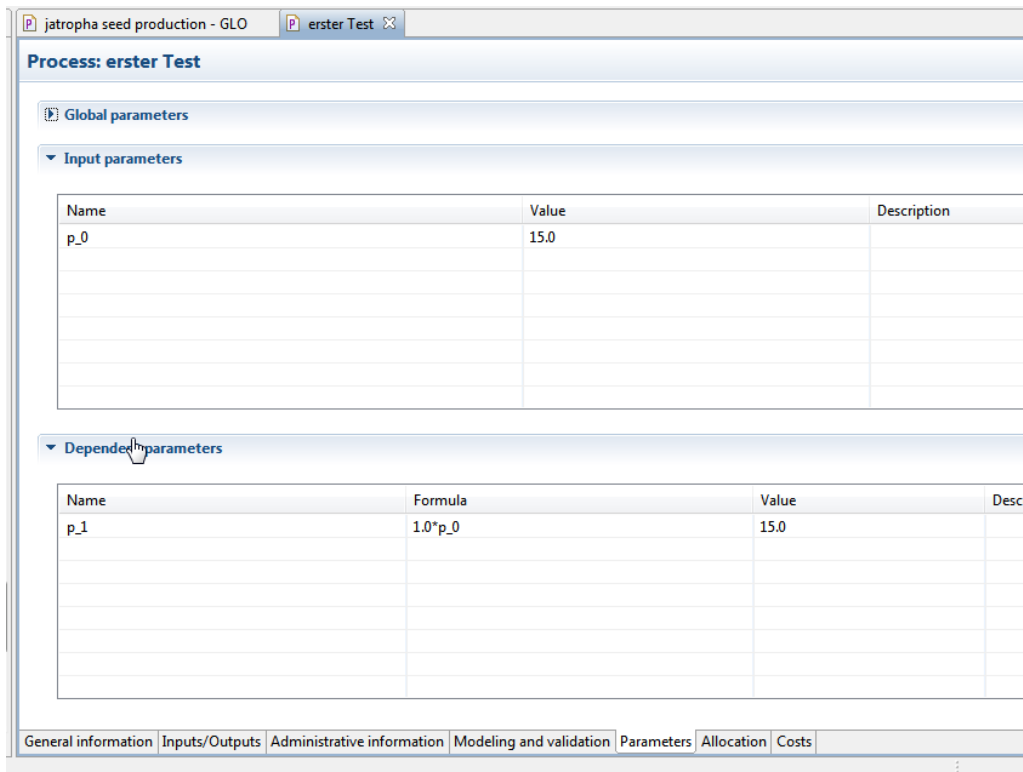 jatropha seed production - GLO erster Test
Process: erster Test
Global parameters
Input parameters
Name Value Description
p_0 15.0
Dependent parameters
Name Formula Value Desc
p_1 1.0*p_0 15.0
General information Inputs/Outputs Administrative information Modeling and validation Parameters Allocation Costs